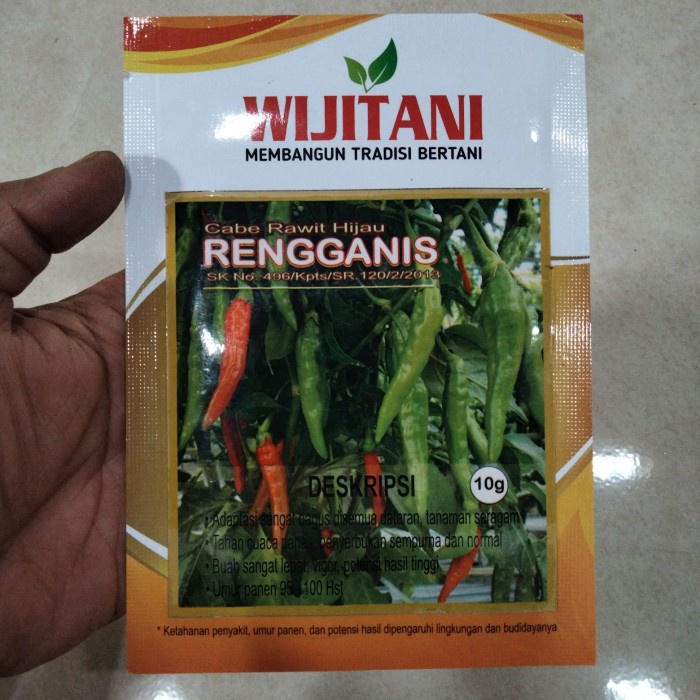 WIJITANI
MEMBANGUN TRADISI BERTANI
Cabe Rawit Hijau
RENGGANIS
SK No. 496/Kpts/SR.120/2/2013
DESKRIPSI
10g
• Adaptasi sangat bagus disemua dataran, tanaman seragam
• Tahan cuaca panas, penyerbukan sempurna dan normal
• Buah sangat lebat, vigor, potensi hasil tinggi
• Umur panen 95 - 100 Hst
* Ketahanan penyakit, umur panen, dan potensi hasil dipengaruhi lingkungan dan budidayanya